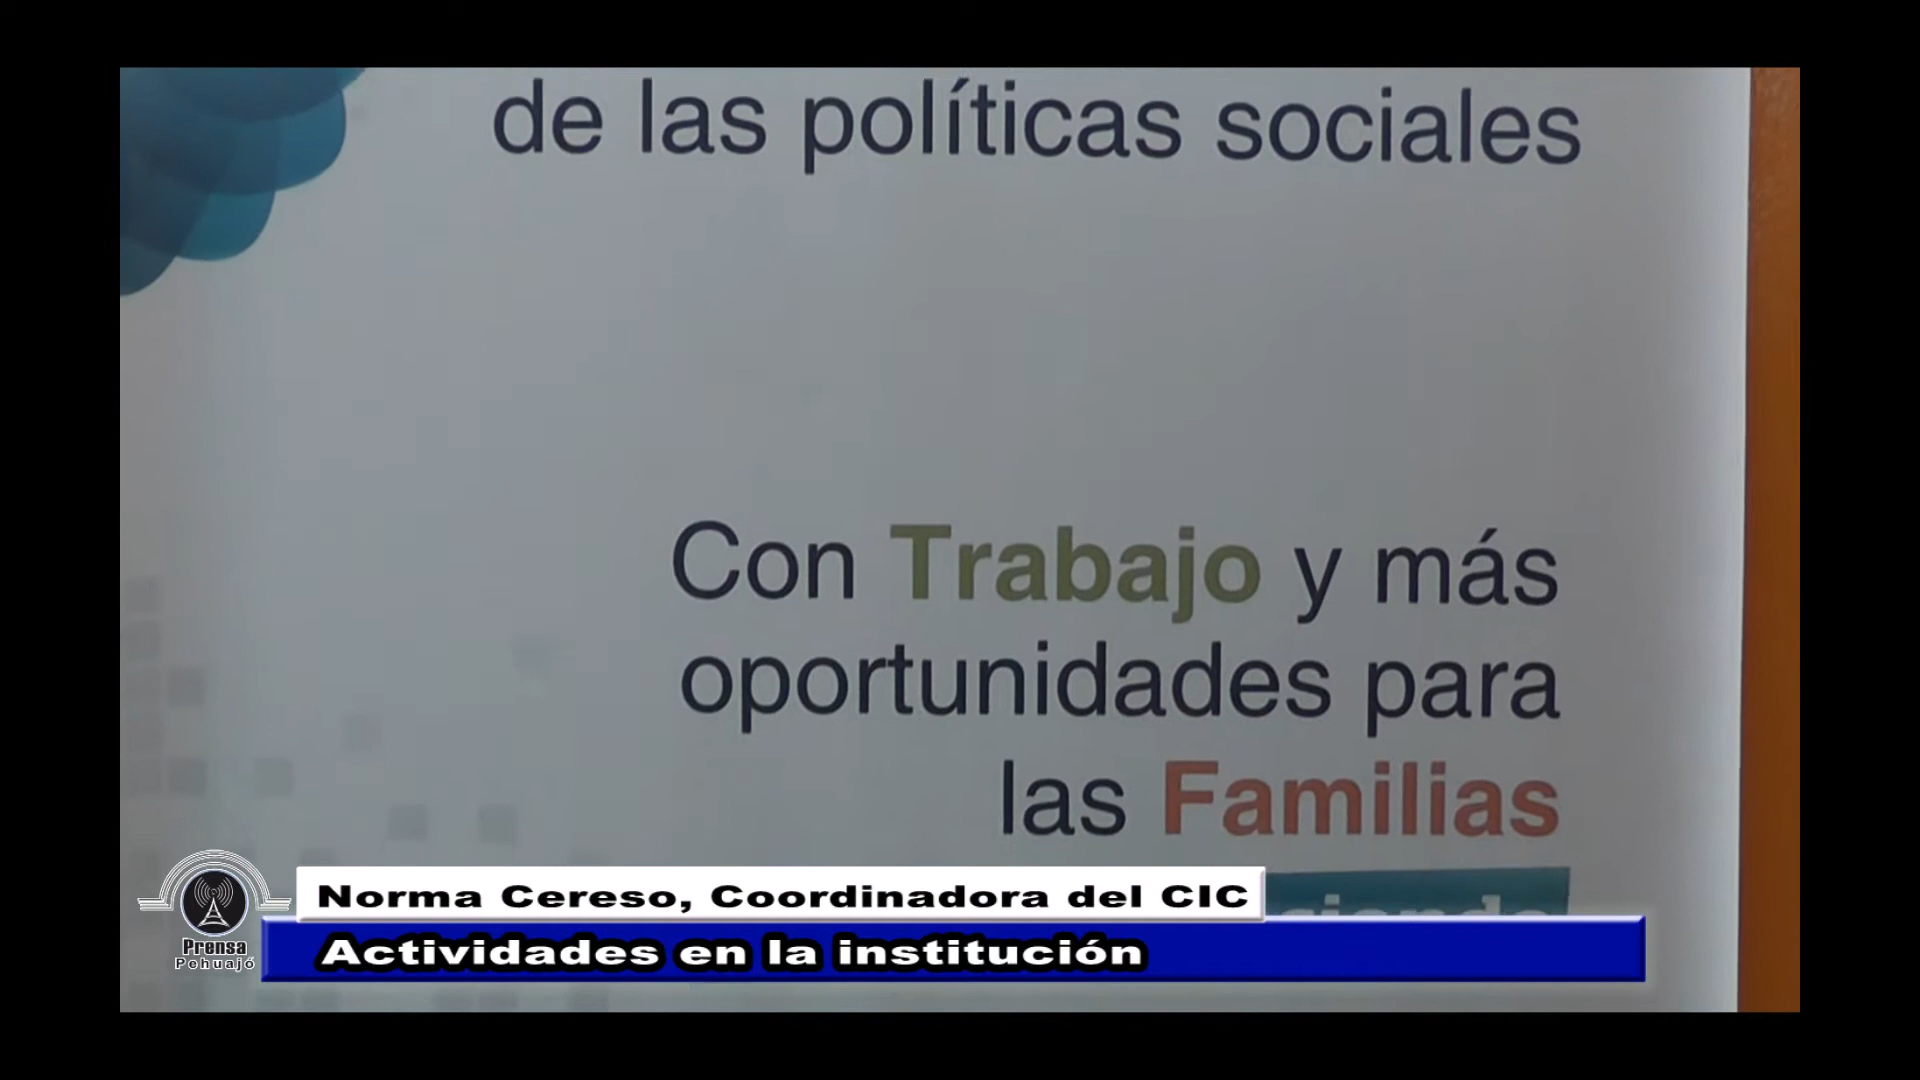 de las políticas sociales
Con Trabajo y más
oportunidades para
las Familias
Norma Cereso, Coordinadora del CIC
Actividades en la institución
Prensa
Pehuajó